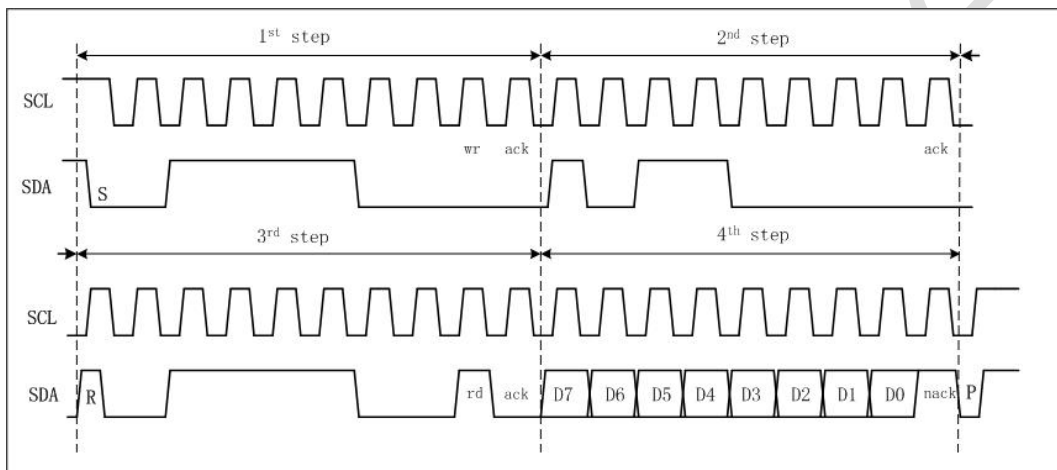 1st step 2nd step
SCL
wr ack ack
SDA S
3rd step 4th step
SCL
SDA R rd ack D7 D6 D5 D4 D3 D2 D1 D0 nack P